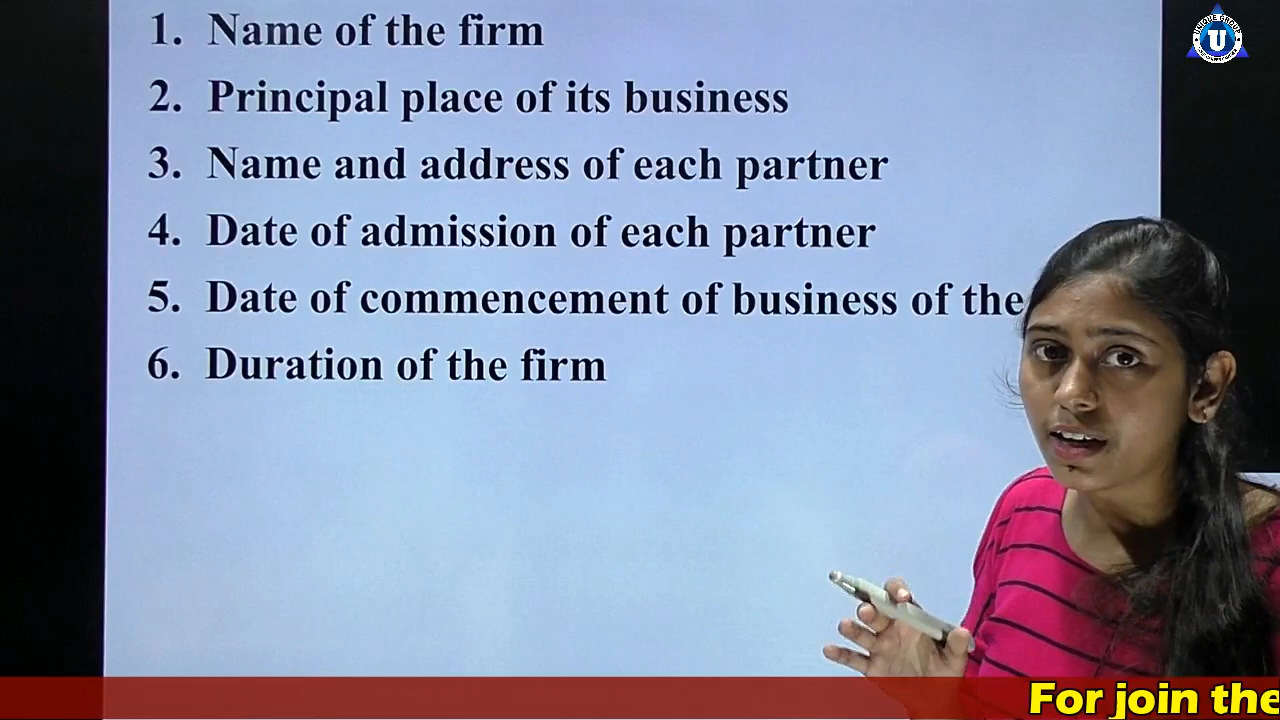 1. Name of the firm
2. Principal place of its business
3. Name and address of each partner
4. Date of admission of each partner
5. Date of commencement of business of the
6. Duration of the firm
UNIQUE GROUP
U
For join the